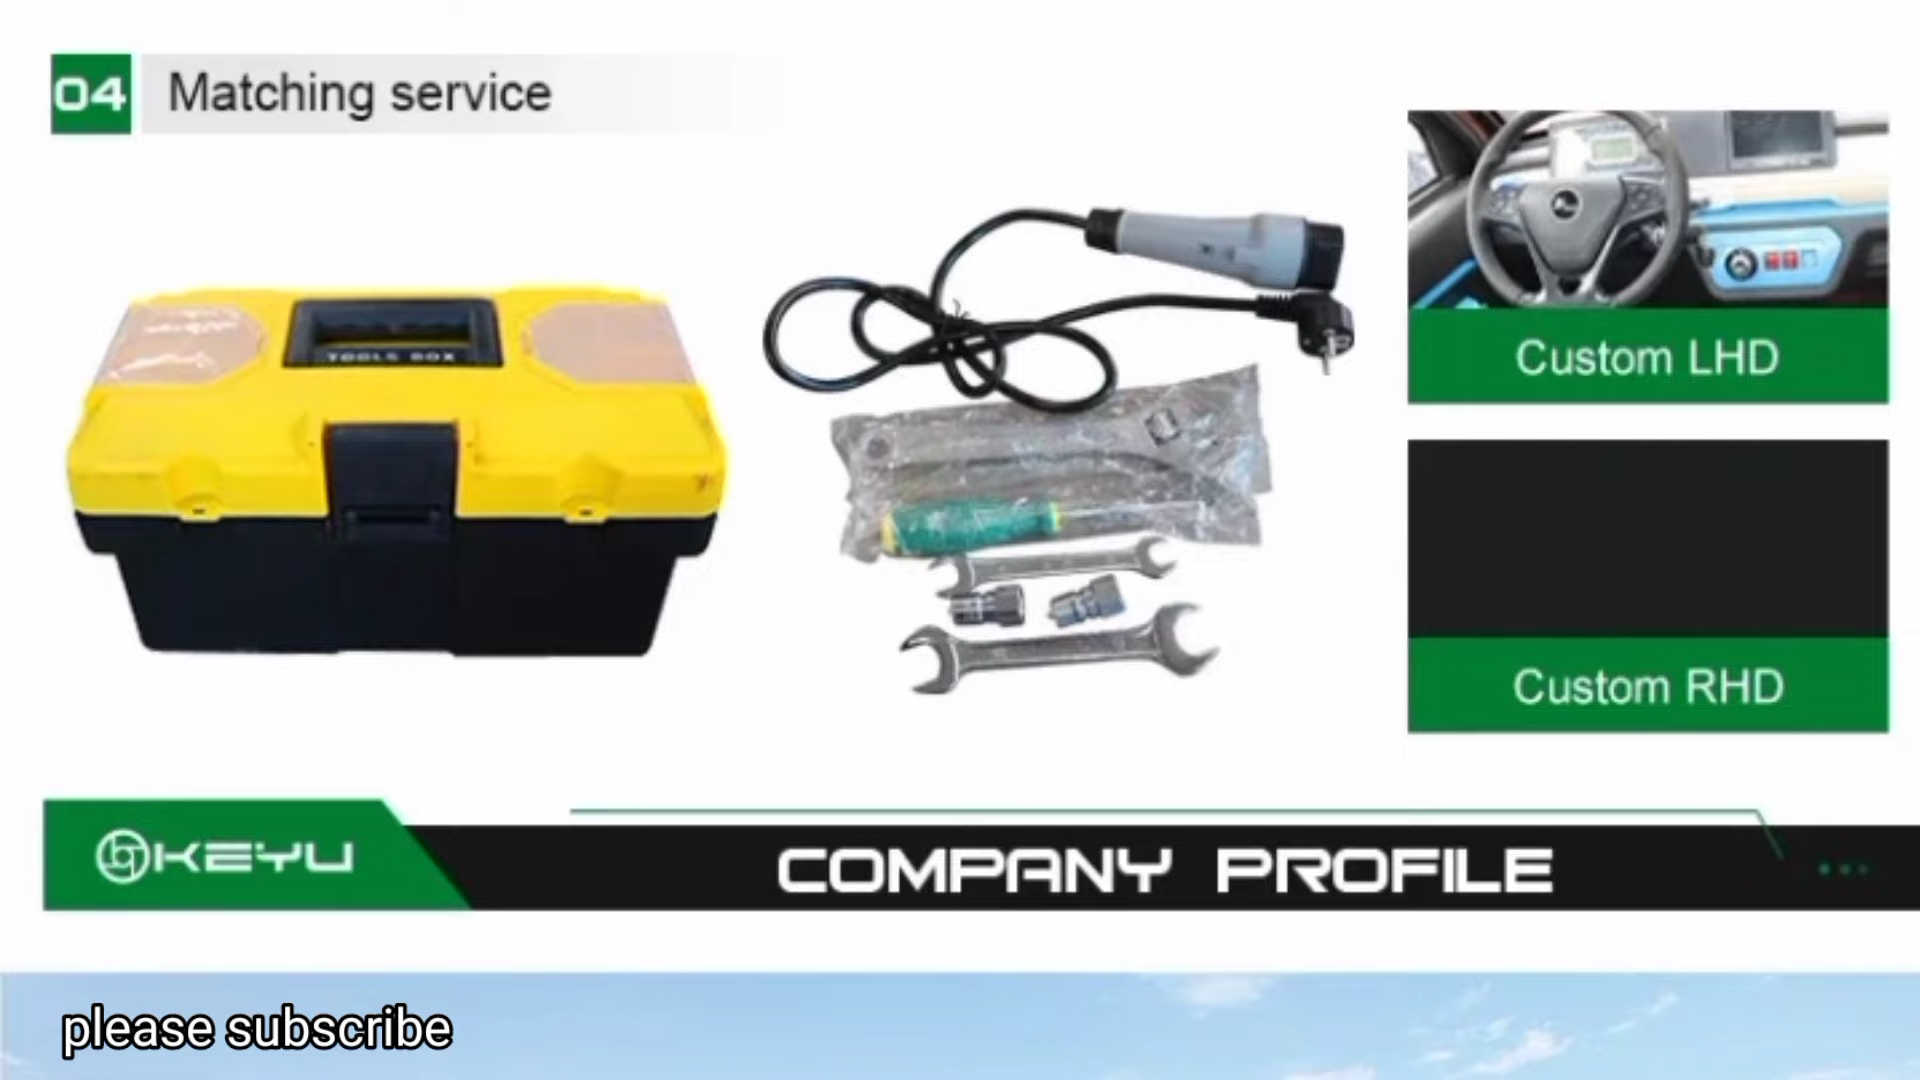 04 Matching service
TOOLS BOX
Custom LHD
Custom RHD
KEYU
COMPANY PROFILE
please subscribe